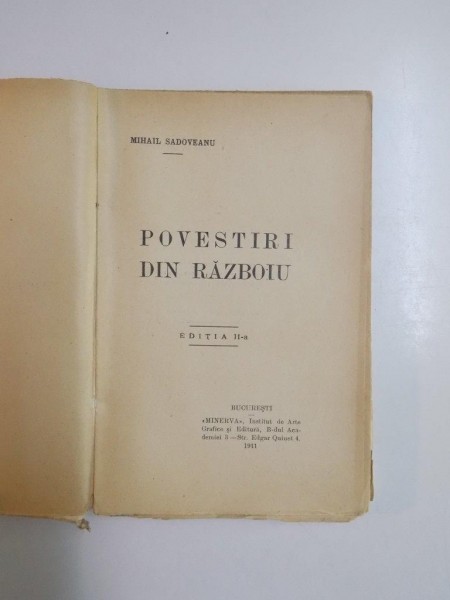 MIHAIL SADOVEANU
POVESTIRI
DIN RĂZBOIU
EDIȚIA II-a
BUCUREȘTI
«MINERVA», Institut de Arte
Grafice și Editură, B-dul Aca-
demiei 3 — Str. Edgar Quinet 4.
1911